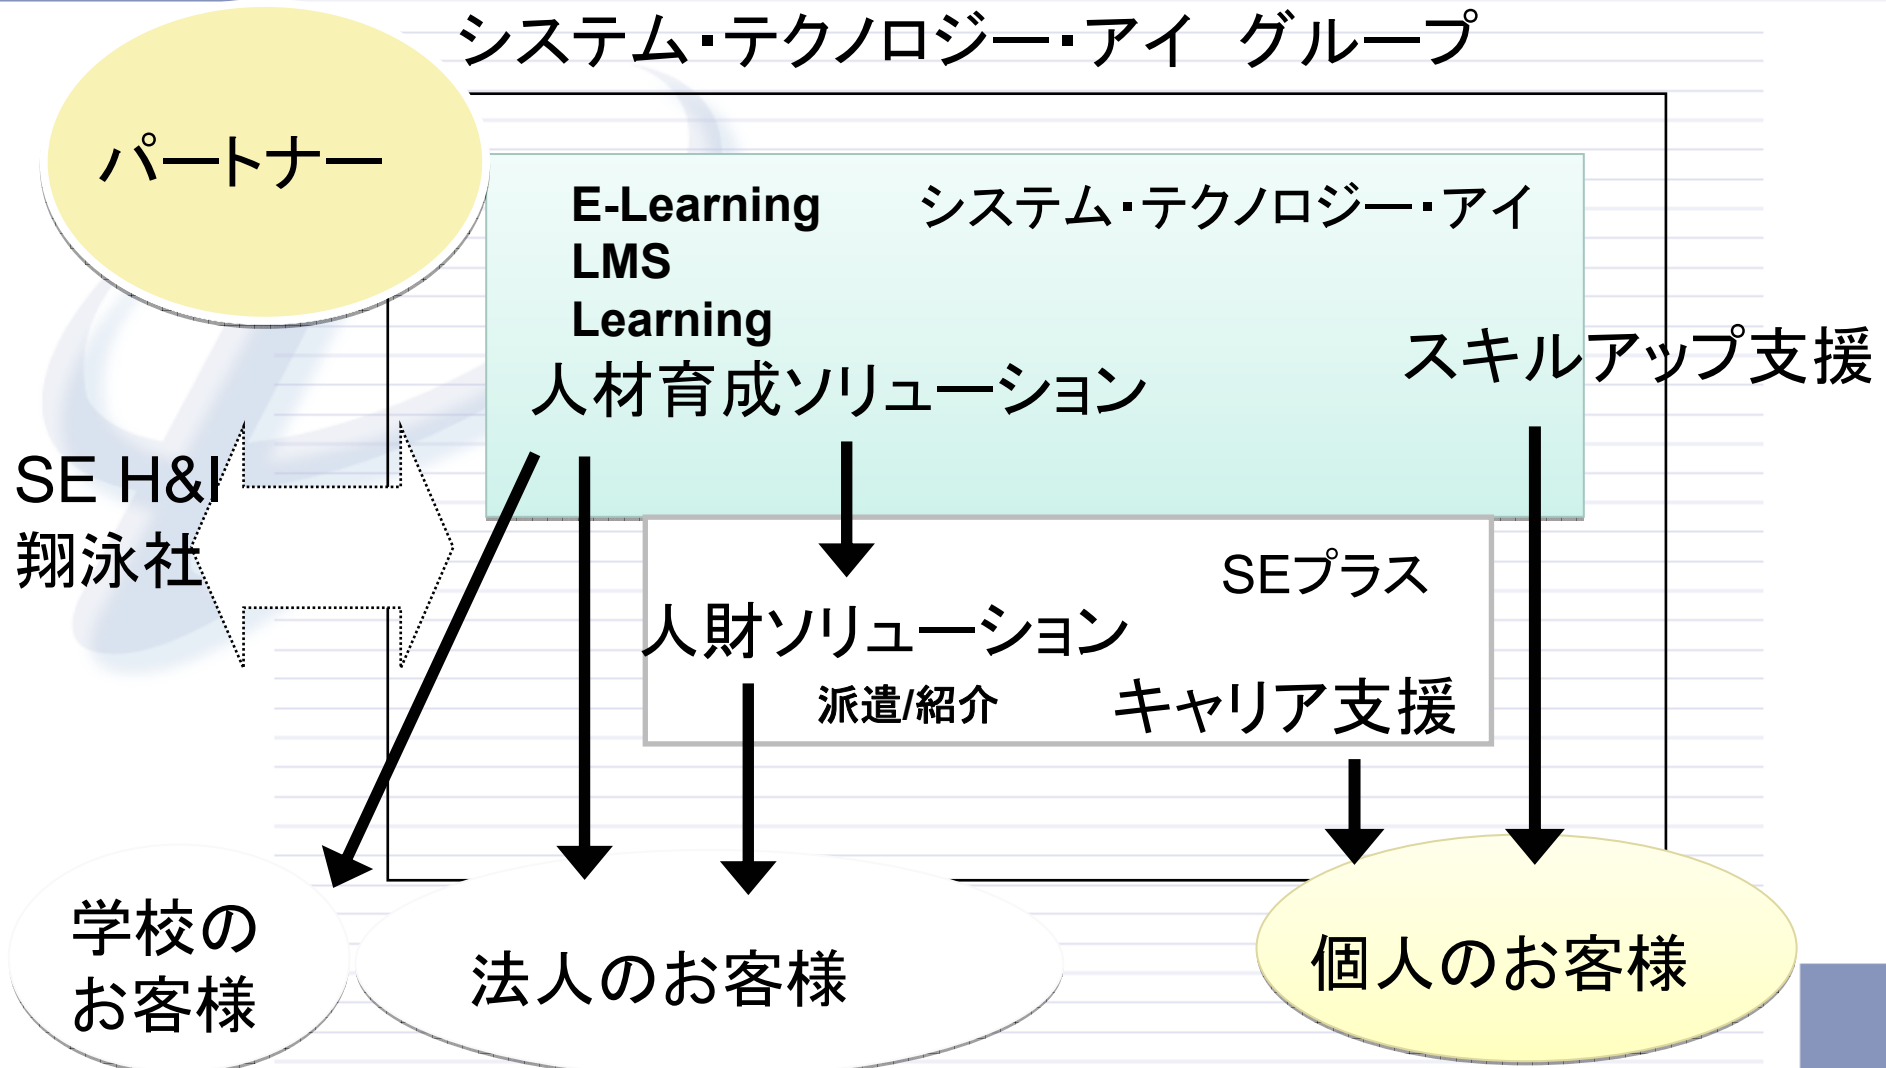 システム・テクノロジー・アイ グループ
パートナー
E-Learning
LMS
Learning
システム・テクノロジー・アイ
人材育成ソリューション
スキルアップ支援
SE H&I
翔泳社
SEプラス
人財ソリューション
派遣/紹介
キャリア支援
学校の
お客様
法人のお客様
個人のお客様